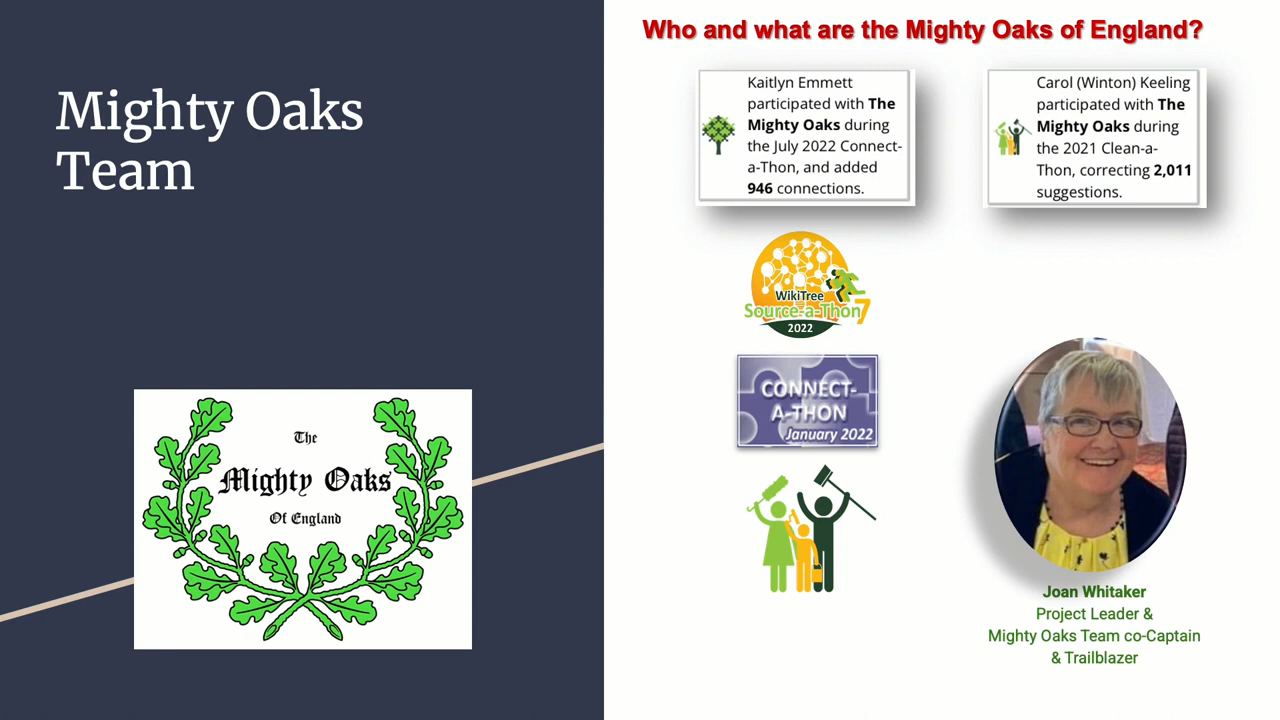 Mighty Oaks
Team
The
Mighty Oaks
Of England
Who and what are the Mighty Oaks of England?
Kaitlyn Emmett
participated with The
Mighty Oaks during
the July 2022 Connect-
a-Thon, and added
946 connections.
Carol (Winton) Keeling
participated with The
Mighty Oaks during
the 2021 Clean-a-
Thon, correcting 2,011
suggestions.
WikiTree
Source-a-Thon
7
2022
CONNECT-
A-THON
January 2022
Joan Whitaker
Project Leader &
Mighty Oaks Team co-Captain
& Trailblazer